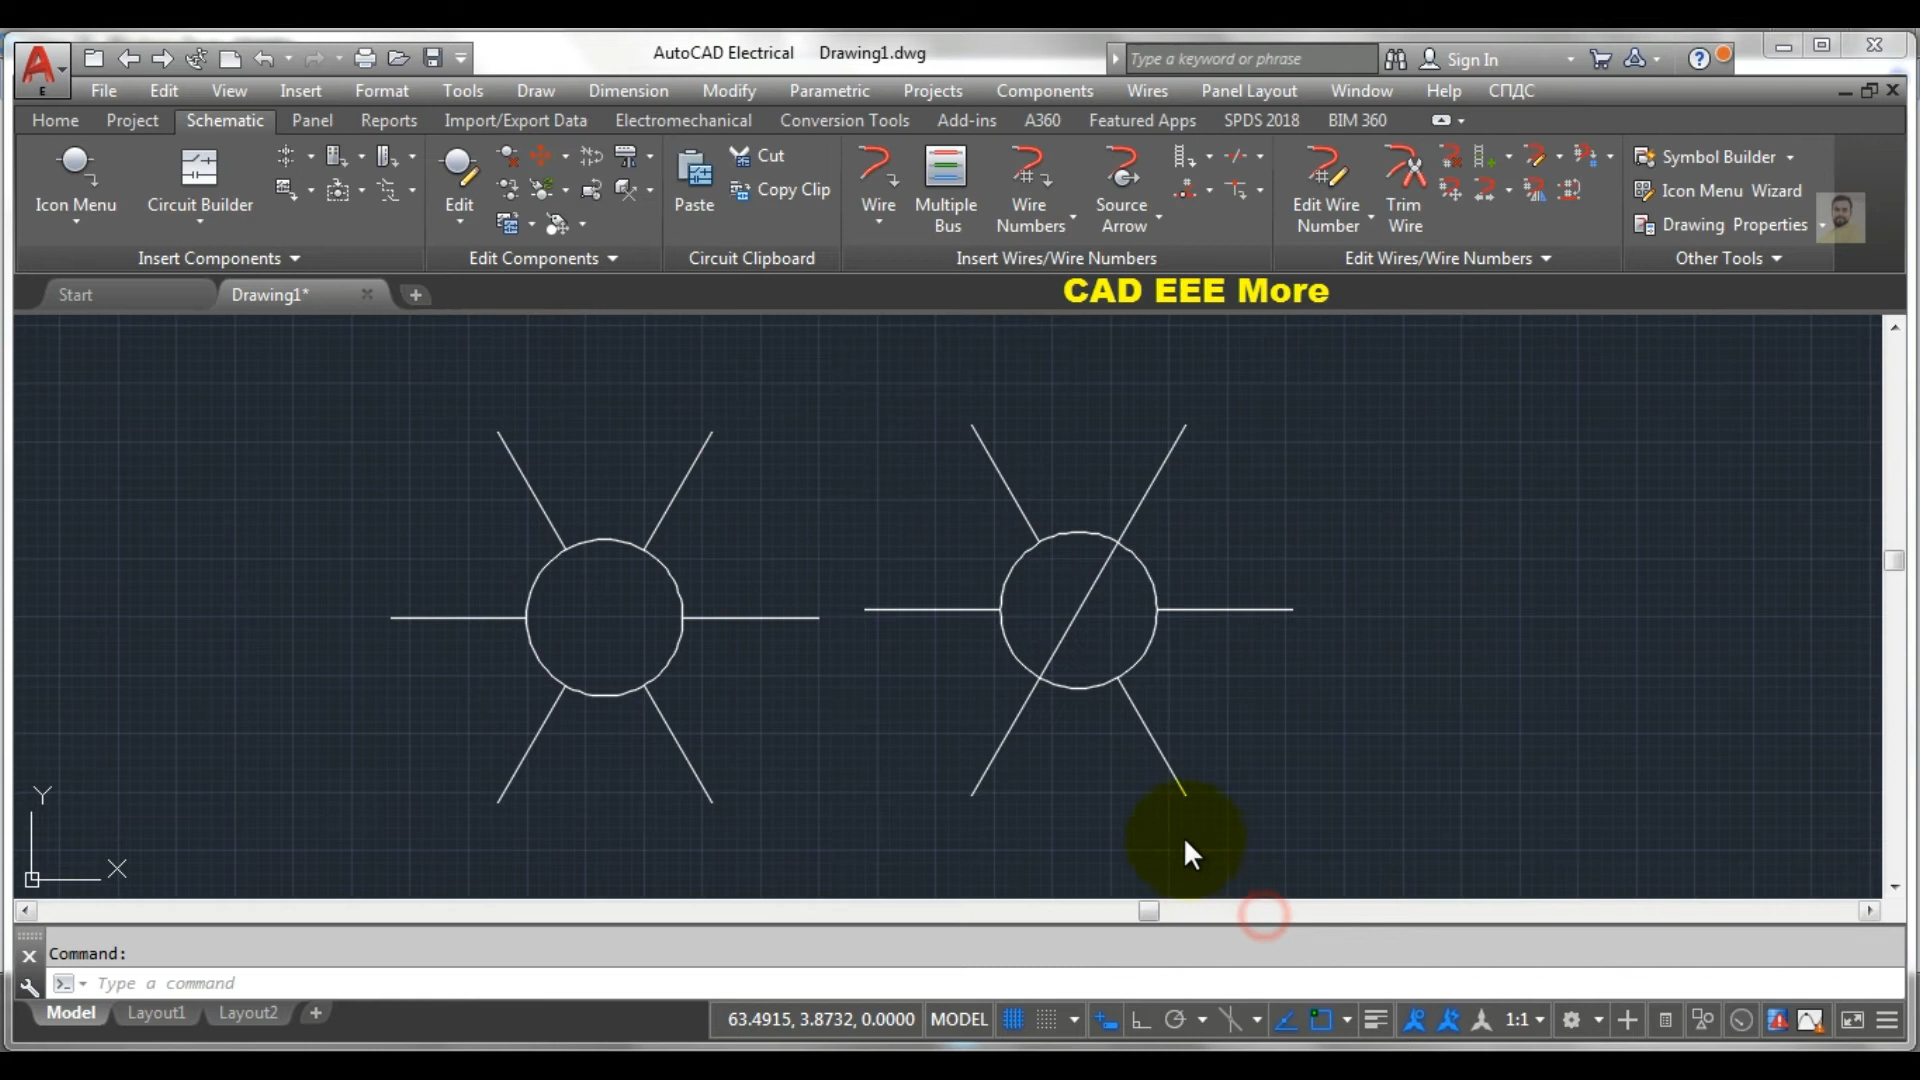 AutoCAD Electrical Drawing1.dwg
Type a keyword or phrase
Sign In
E
File Edit View Insert Format Tools Draw Dimension Modify Parametric Projects Components Wires Panel Layout Window Help СПДС
Home Project Schematic Panel Reports Import/Export Data Electromechanical Conversion Tools Add-ins A360 Featured Apps SPDS 2018 BIM 360
Icon Menu
Circuit Builder
Edit
Paste
Cut
Copy Clip
Wire
Multiple
Bus
Wire
Numbers
Source
Arrow
Edit Wire
Number
Trim
Wire
Symbol Builder
Icon Menu Wizard
Drawing Properties
Insert Components
Edit Components
Circuit Clipboard
Insert Wires/Wire Numbers
Edit Wires/Wire Numbers
Other Tools
Start
Drawing1*
CAD EEE More
Y
X
Command:
Type a command
Model Layout1 Layout2
63.4915, 3.8732, 0.0000 MODEL 1:1